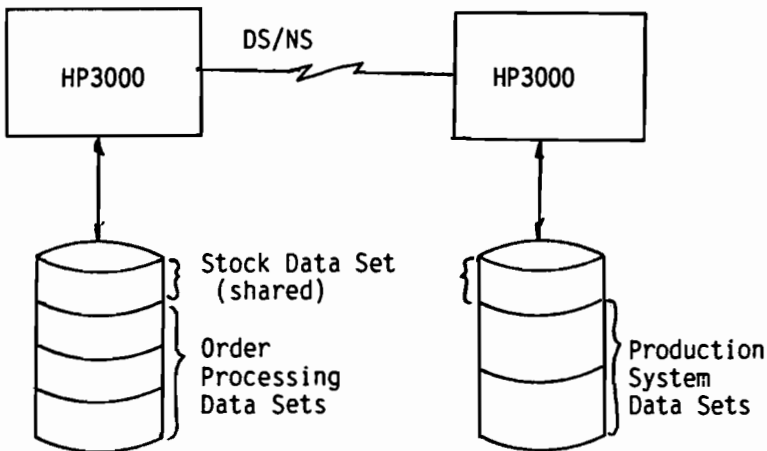 DS/NS
HP3000
HP3000
Stock Data Set
(shared)
Order
Processing
Data Sets
Production
System
Data Sets